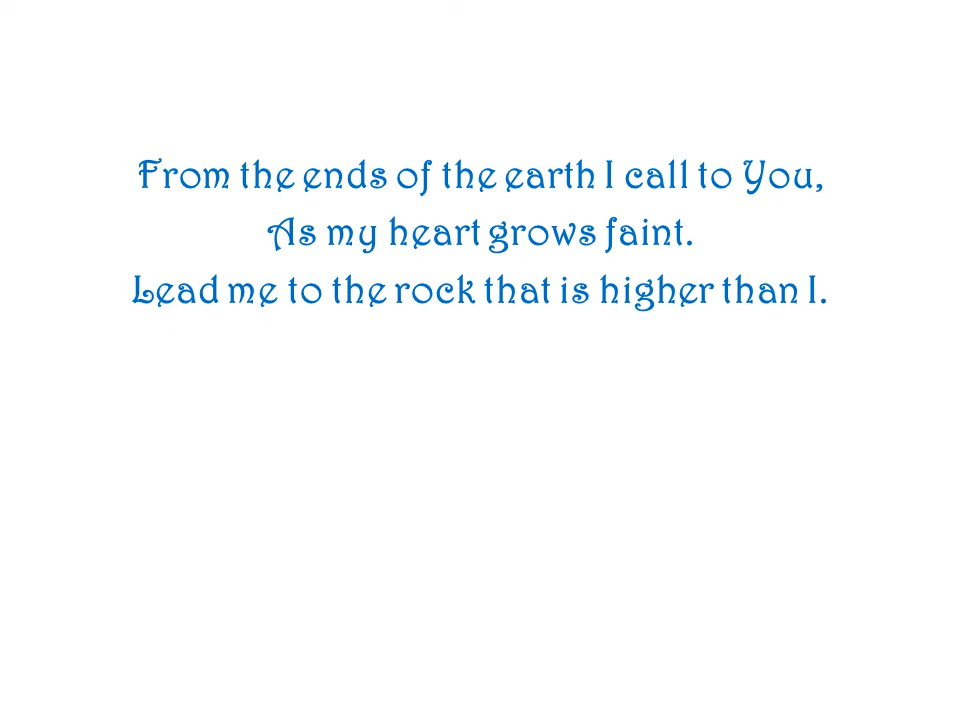 From the ends of the earth I call to You,
As my heart grows faint.
Lead me to the rock that is higher than I.